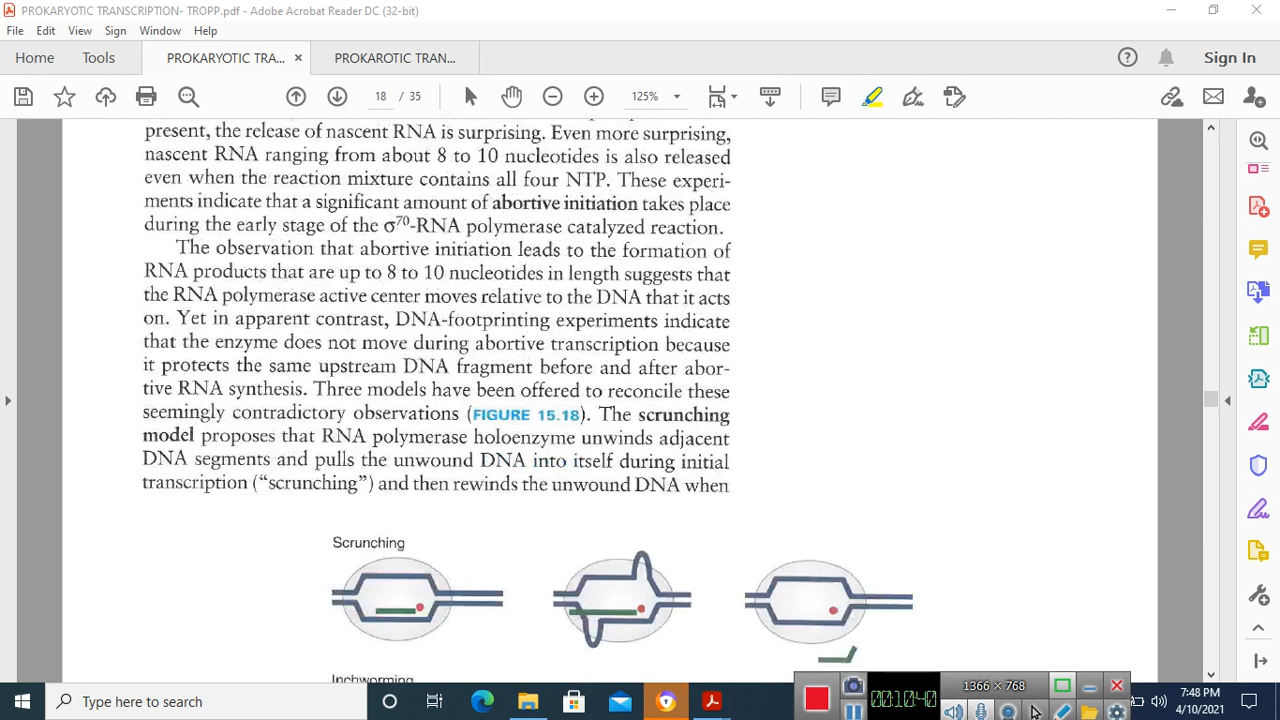 PROKARYOTIC TRANSCRIPTION- TROPP.pdf - Adobe Acrobat Reader DC (32-bit)
File Edit View Sign Window Help
Home Tools PROKARYOTIC TRA... × PROKAROTIC TRAN... Sign In
18 / 35 125%
present, the release of nascent RNA is surprising. Even more surprising,
nascent RNA ranging from about 8 to 10 nucleotides is also released
even when the reaction mixture contains all four NTP. These experi-
ments indicate that a significant amount of abortive initiation takes place
during the early stage of the σ⁷⁰-RNA polymerase catalyzed reaction.
The observation that abortive initiation leads to the formation of
RNA products that are up to 8 to 10 nucleotides in length suggests that
the RNA polymerase active center moves relative to the DNA that it acts
on. Yet in apparent contrast, DNA-footprinting experiments indicate
that the enzyme does not move during abortive transcription because
it protects the same upstream DNA fragment before and after abor-
tive RNA synthesis. Three models have been offered to reconcile these
seemingly contradictory observations (FIGURE 15.18). The scrunching
model proposes that RNA polymerase holoenzyme unwinds adjacent
DNA segments and pulls the unwound DNA into itself during initial
transcription (“scrunching”) and then rewinds the unwound DNA when
Scrunching
Inchworming
1366 × 768
00:10:40
Type here to search
7:48 PM
4/10/2021